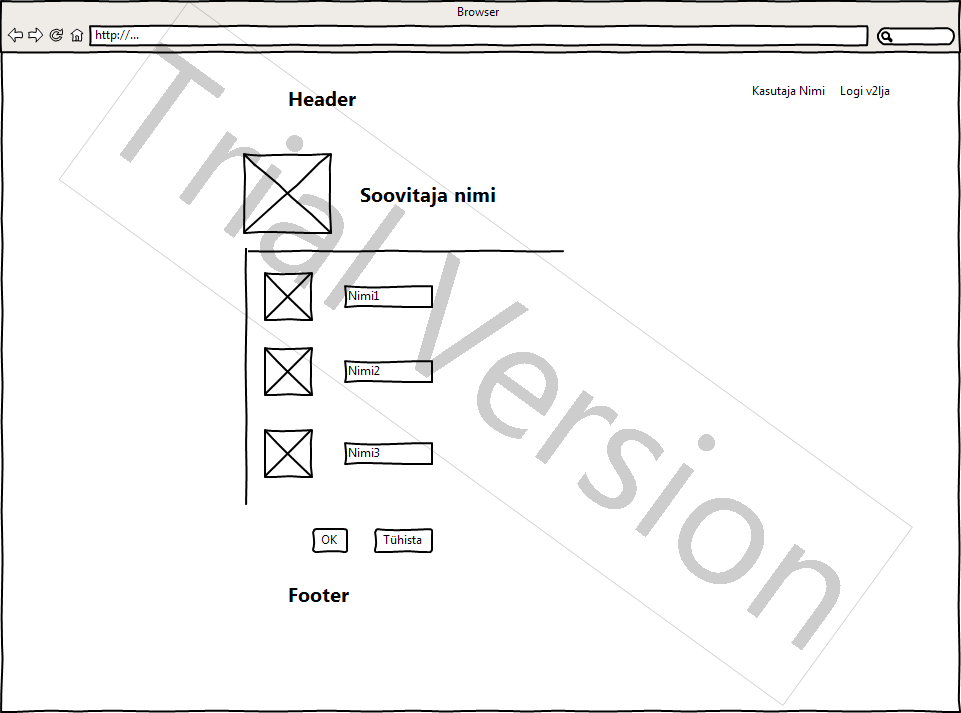 Browser
http://...
Header
Kasutaja Nimi
Logi v2lja
Soovitaja nimi
Nimi1
Nimi2
Nimi3
OK
Tühista
Footer
Trial Version